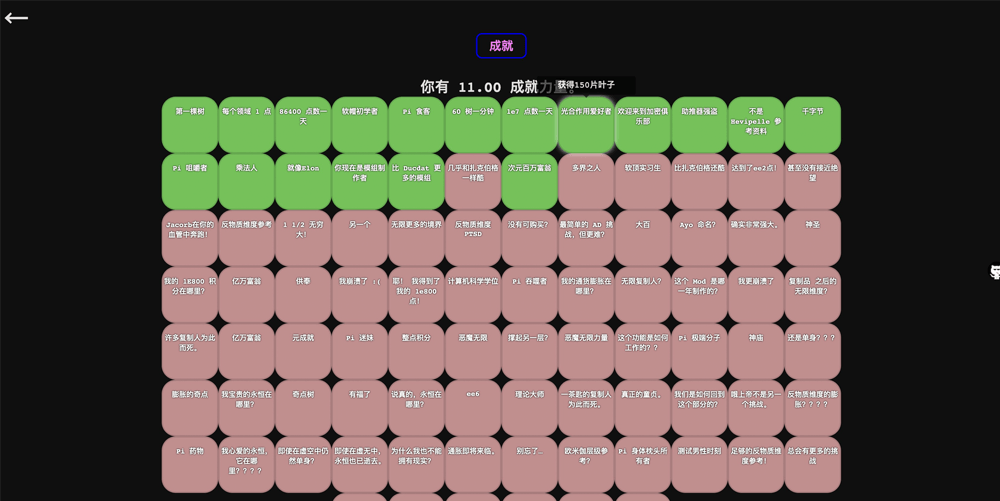 成就
你有 11.00 成就力量。
获得150片叶子
第一棵树
每个领域 1 点
86400 点数一
天
软帽初学者
Pi 食客
60 树一分钟
1e7 点数一天
光合作用爱好者
欢迎来到加密俱
乐部
助推器强盗
不是
Hevipelle 参
考资料
千字节
Pi 咀嚼者
乘法人
就像Elon
你现在是模组制
作者
比 Ducdat 更
多的模组
几乎和扎克伯格
一样酷
次元百万富翁
多界之人
软顶实习生
比扎克伯格还酷
达到了ee2点!
甚至没有接近绝
望
Jacorb在你的
血管中奔跑!
反物质维度参考
1 1/2 无穷
大!
另一个
无限更多的境界
反物质维度
PTSD
没有可购买?
最简单的 AD 挑
战,但更难?
大百
Ayo 命名?
确实非常强大。
神圣
我的 1E800 积
分在哪里?
亿万富翁
供奉
我崩溃了 :(
耶! 我得到了
我的 1e800
点!
计算机科学学位
Pi 吞噬者
我的通货膨胀在
哪里?
无限复制人?
这个 Mod 是哪
一年制作的?
我更崩溃了
复制品 之后的
无限维度?
许多复制人为此
而死。
亿万富翁
元成就
Pi 迷妹
整点积分
恶魔无限
撑起另一层?
恶魔无限力量
这个功能是如何
工作的??
Pi 极端分子
神庙
还是单身???
膨胀的奇点
我宝贵的永恒在
哪里?
奇点树
有福了
说真的,永恒在
哪里?
ee6
理论大师
一茶匙的复制人
为此而死。
真正的童贞。
我们是如何回到
这个部分的?
唯上帝不是另一
个挑战。
反物质维度的膨
胀????
Pi 药物
我心爱的永恒,
它在哪
里????
即使在虚空中仍
然单身?
即使在虚无中,
永恒也已逝去。
为什么我也不能
拥有现实?
通胀即将来临。
别忘了…
欧米伽层级参
考?
Pi 身体枕头所
有者
测试男性时刻
足够的反物质维
度参考!
总会有更多的挑
战